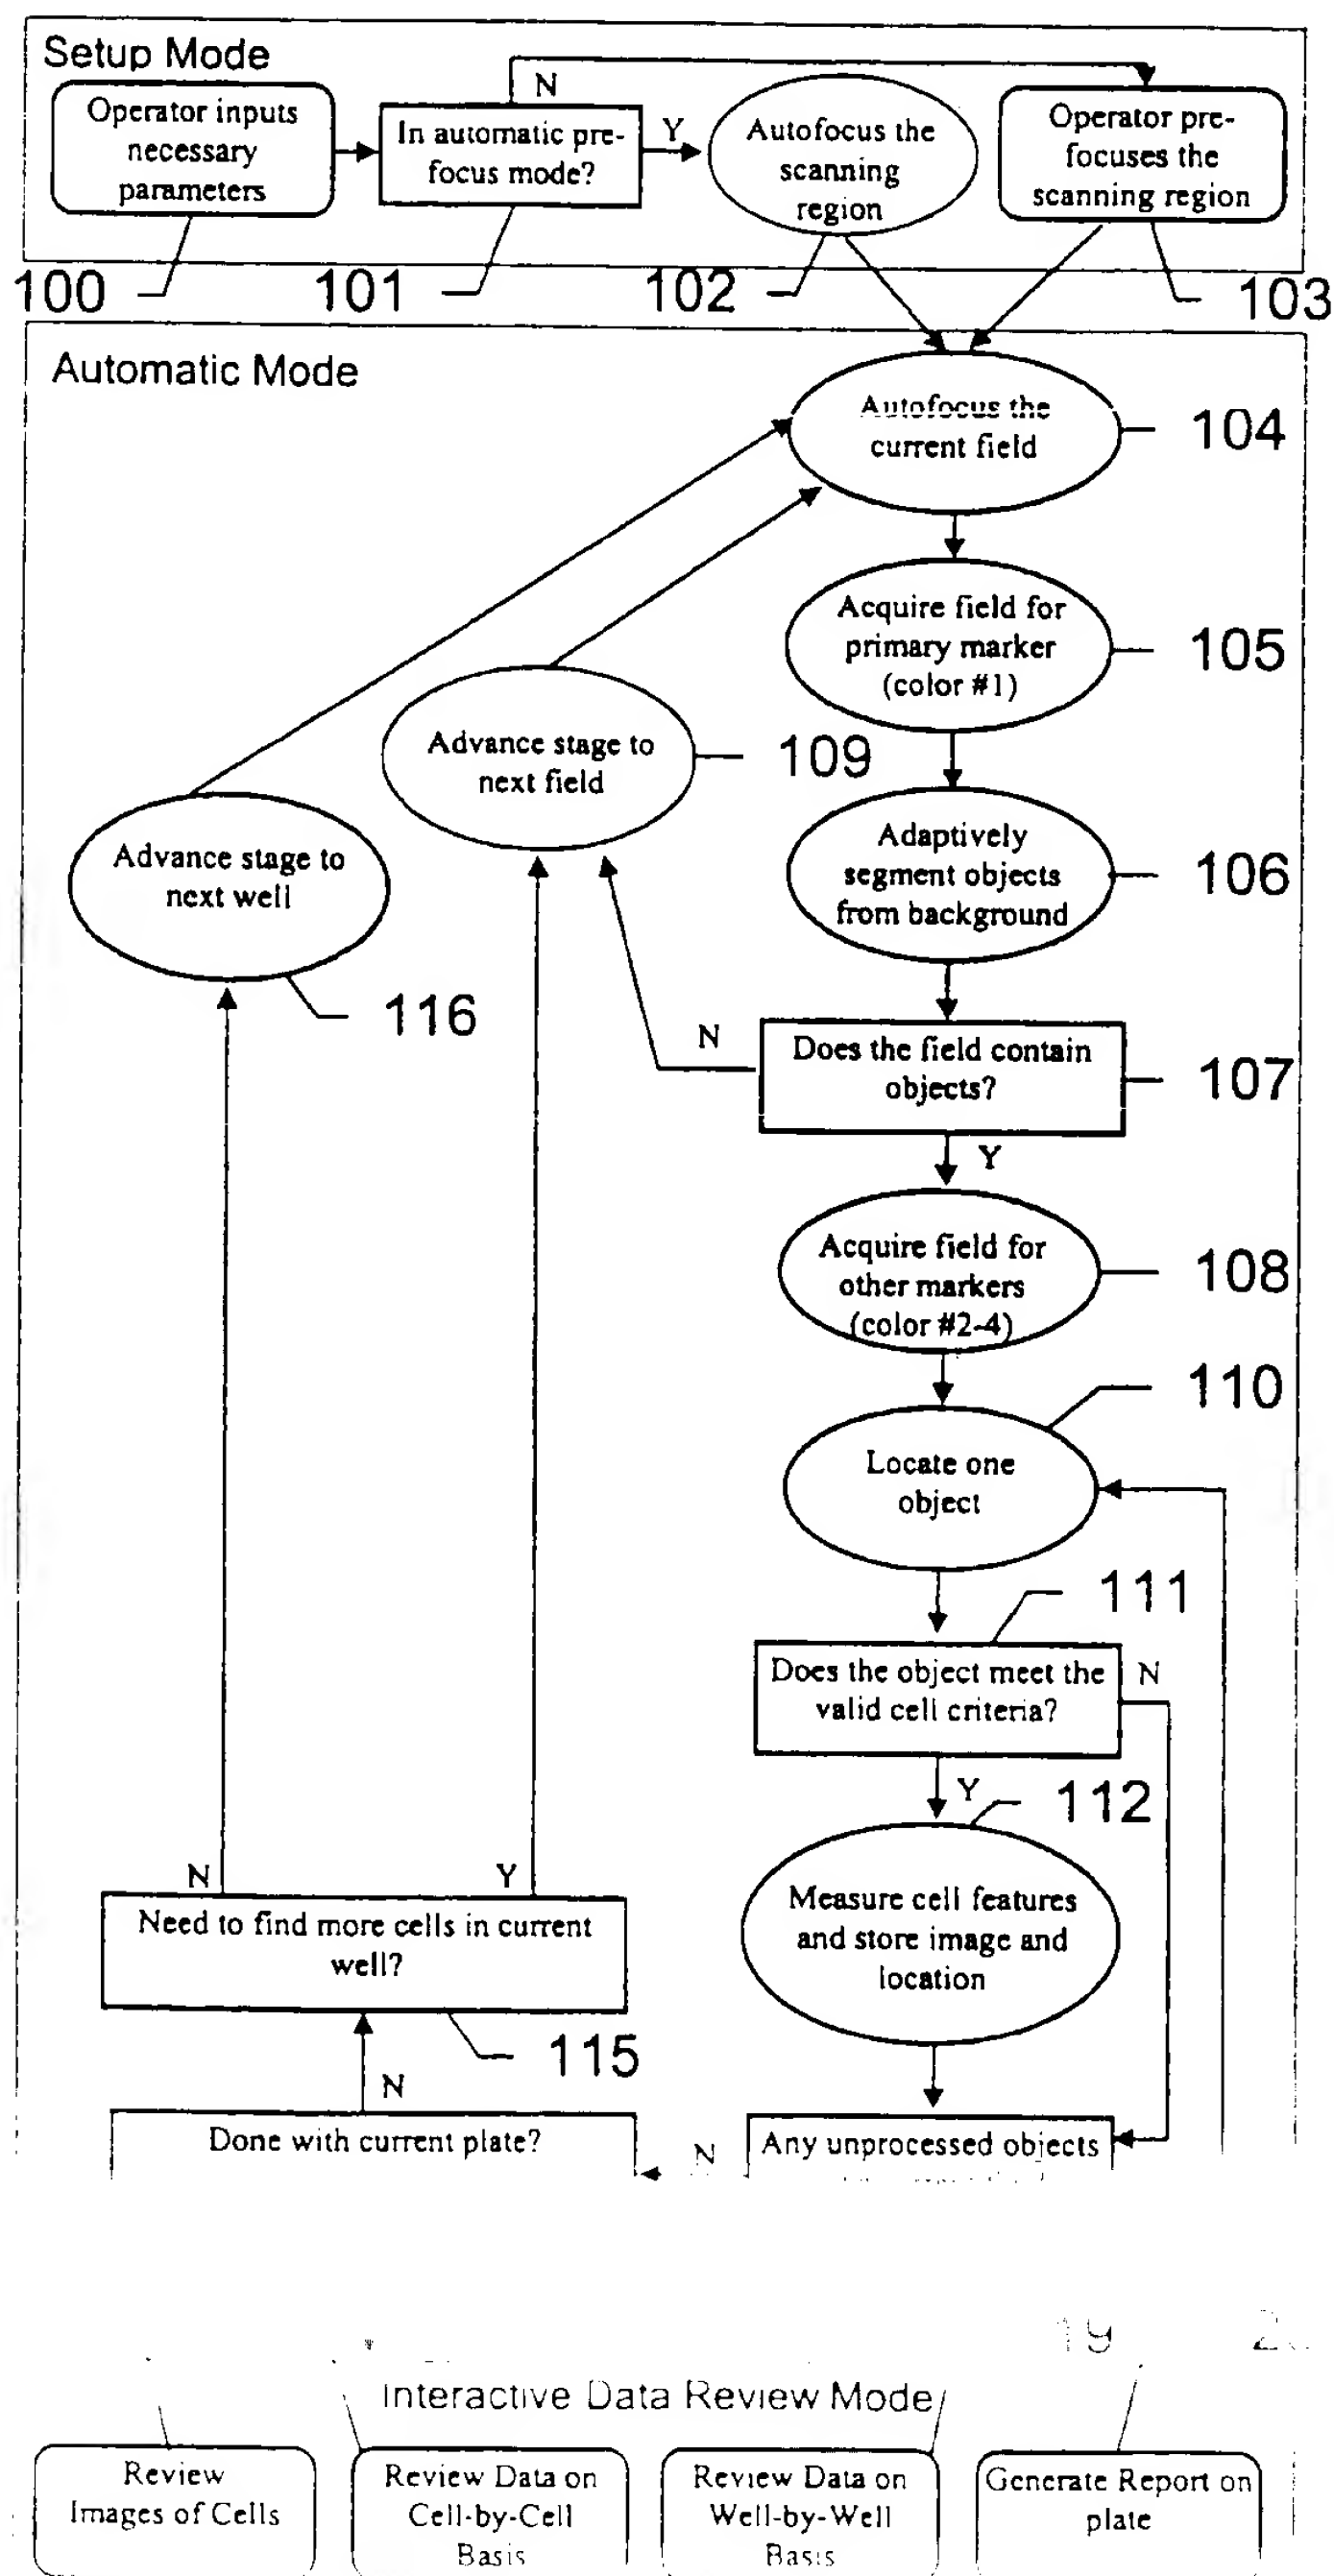 Setup Mode
Operator inputs
necessary
parameters
In automatic pre-
focus mode?
N
Y
Autofocus the
scanning
region
Operator pre-
focuses the
scanning region
100
101
102
103
Automatic Mode
Autofocus the
current field
104
Acquire field for
primary marker
(color #1)
105
Advance stage to
next field
109
Adaptively
segment objects
from background
106
Advance stage to
next well
116
Does the field contain
objects?
N
107
Y
Acquire field for
other markers
(color #2-4)
108
110
Locate one
object
111
Does the object meet the
valid cell criteria?
N
Y
112
Measure cell features
and store image and
location
N
Y
Need to find more cells in current
well?
115
N
Done with current plate?
N
Any unprocessed objects
19
Interactive Data Review Mode
Review
Images of Cells
Review Data on
Cell-by-Cell
Basis
Review Data on
Well-by-Well
Basis
Generate Report on
plate